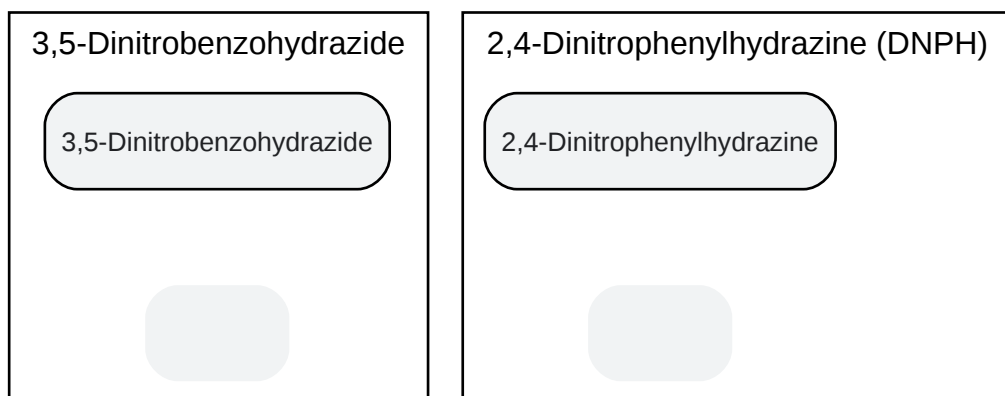 3,5-Dinitrobenzohydrazide
3,5-Dinitrobenzohydrazide
2,4-Dinitrophenylhydrazine (DNPH)
2,4-Dinitrophenylhydrazine